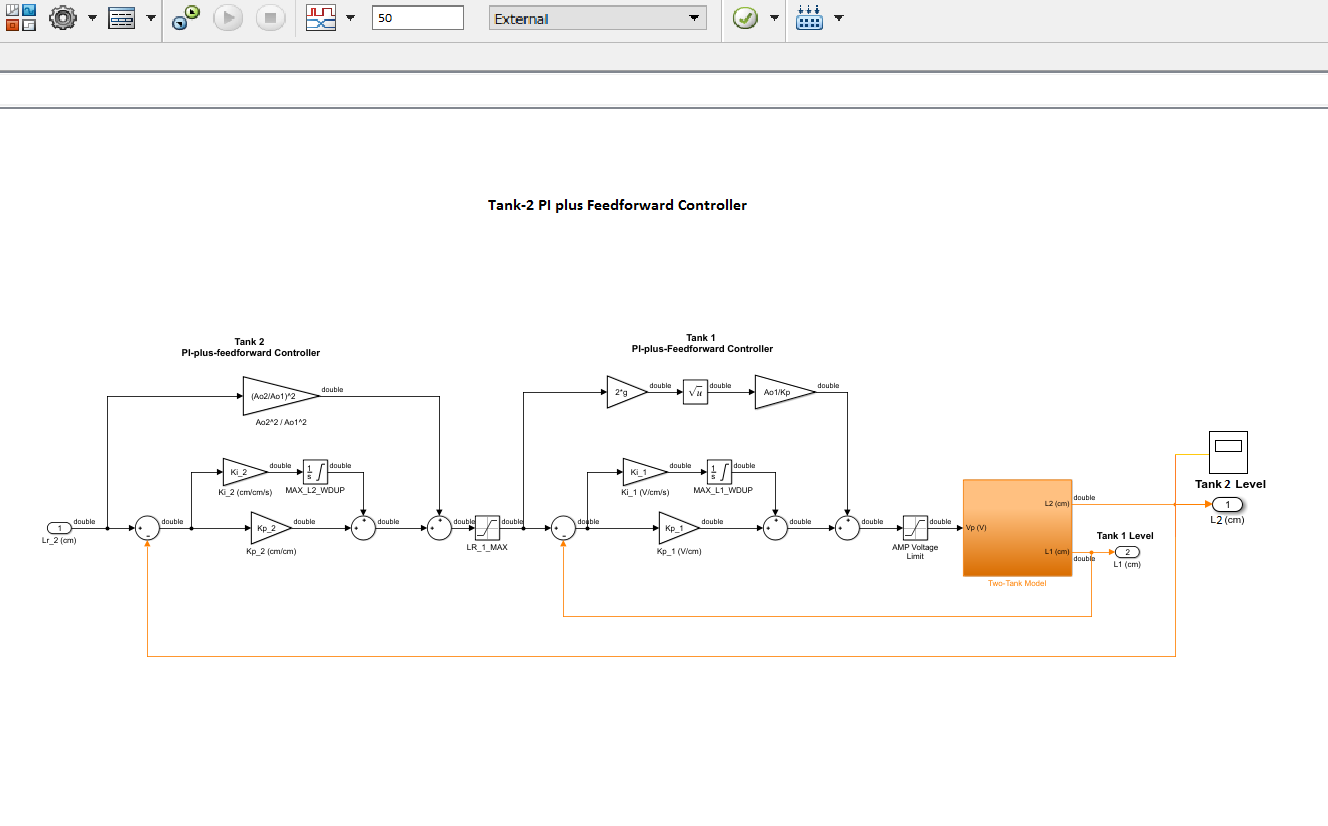 50
External
Tank-2 PI plus Feedforward Controller
Tank 2
PI-plus-feedforward Controller
Tank 1
PI-plus-Feedforward Controller
(Ao2/Ao1)^2
double
Ao2^2 / Ao1^2
2*g
double
√u
double
Ao1/Kp
double
Ki_2
double
1
s
∫
double
Ki_2 (cm/cm/s)
MAX_L2_WDUP
Ki_1
double
1
s
∫
double
Ki_1 (V/cm/s)
MAX_L1_WDUP
1
double
Lr_2 (cm)
+
-
double
Kp_2
double
Kp_2 (cm/cm)
+
+
double
+
+
double
LR_1_MAX
double
+
-
double
Kp_1
double
Kp_1 (V/cm)
+
+
double
+
+
double
AMP Voltage
Limit
double
Vp (V)
L2 (cm)
L1 (cm)
Two-Tank Model
double
double
Tank 2 Level
1
L2 (cm)
Tank 1 Level
2
L1 (cm)